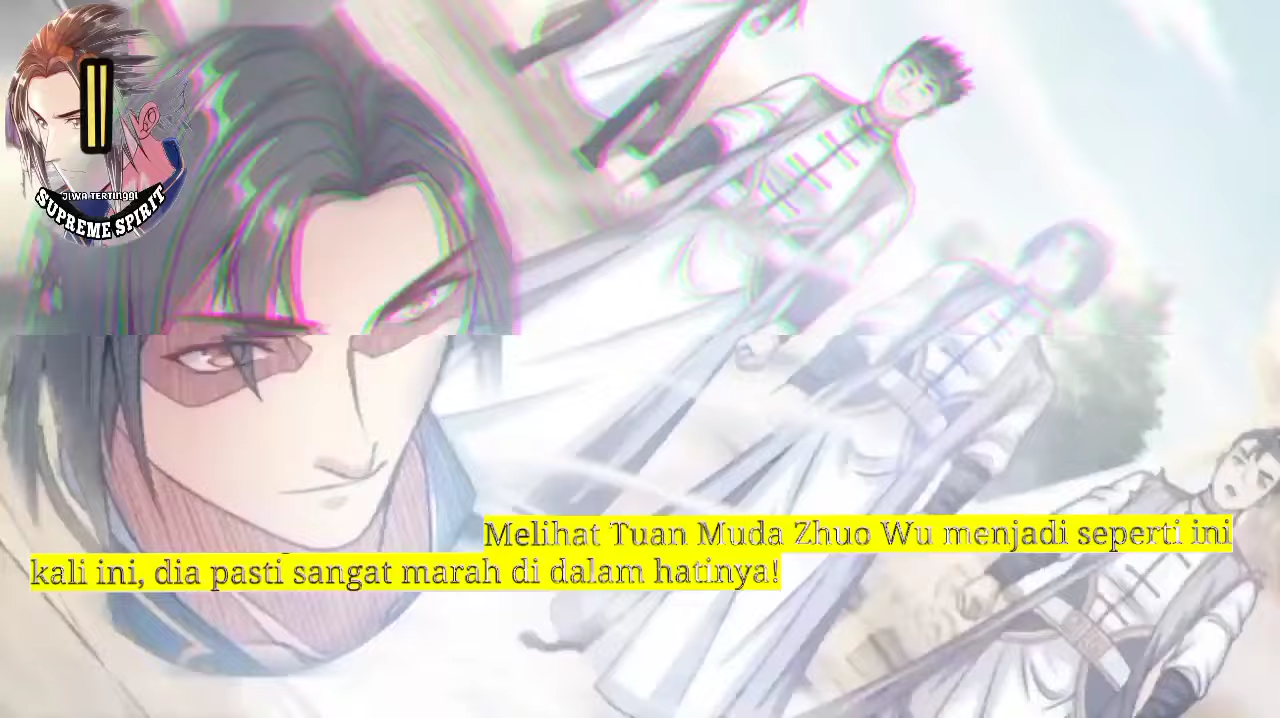 JIWA TERTINGGI
SUPREME SPIRIT
Melihat Tuan Muda Zhuo Wu menjadi seperti ini
kali ini, dia pasti sangat marah di dalam hatinya!